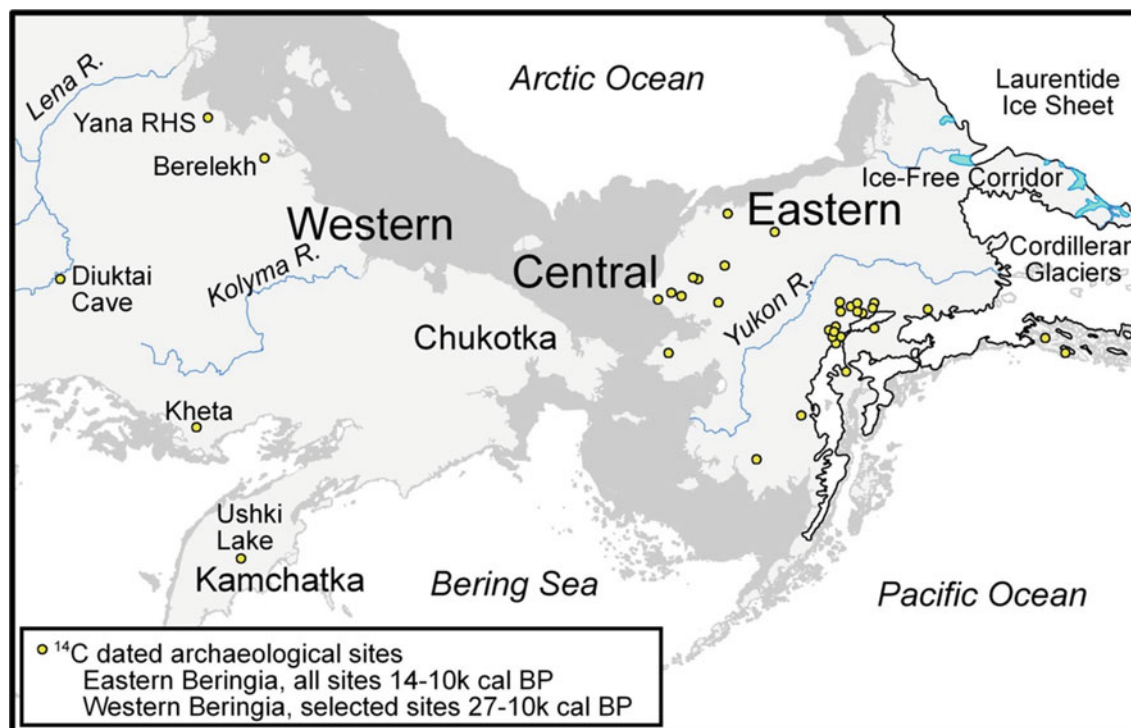 Arctic Ocean
Laurentide
Ice Sheet
Lena R.
Yana RHS
Berelekh
Ice-Free Corridor
Western
Eastern
Cordilleran
Glaciers
Central
Diuktai
Cave
Kolyma R.
Yukon R.
Chukotka
Kheta
Ushki
Lake
Kamchatka
Bering Sea
Pacific Ocean
¹⁴C dated archaeological sites
Eastern Beringia, all sites 14-10k cal BP
Western Beringia, selected sites 27-10k cal BP